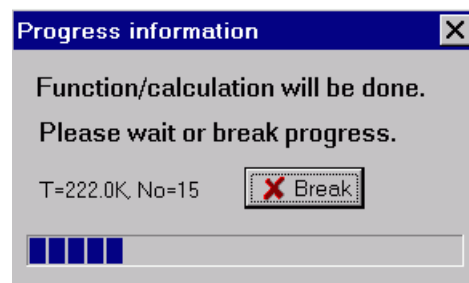 Progress information
Function/calculation will be done.
Please wait or break progress.
T=222.0K, No=15
Break